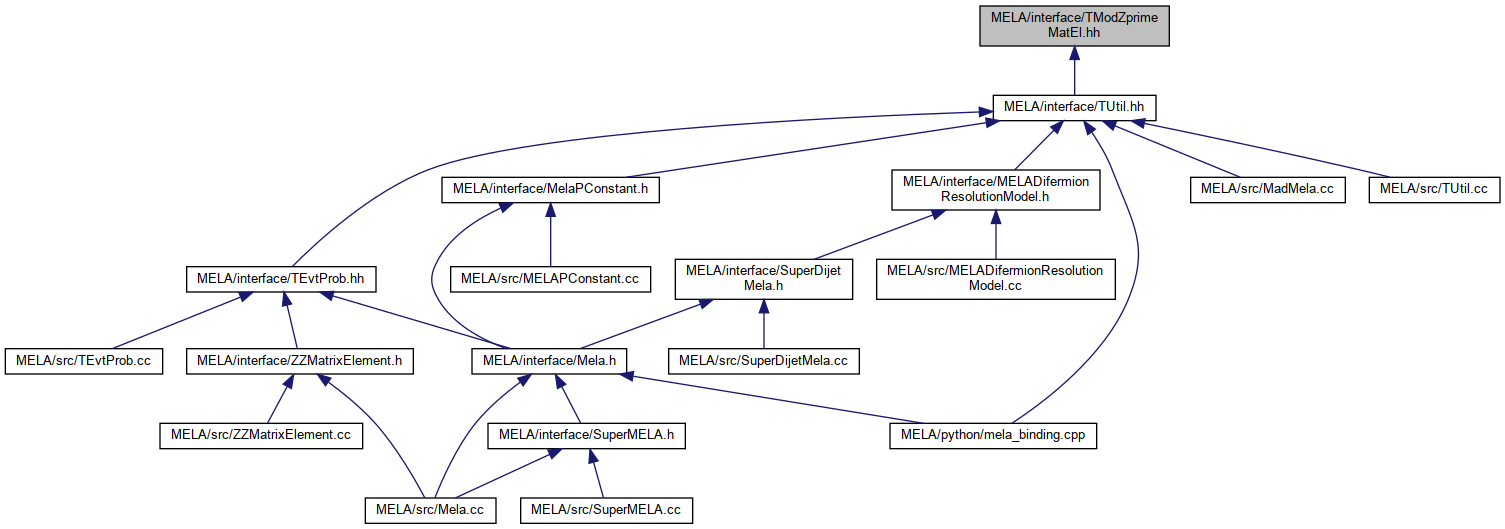 MELA/interface/TModZprime
MatEl.hh
MELA/interface/TUtil.hh
MELA/interface/MelaPConstant.h
MELA/interface/MELADifermion
ResolutionModel.h
MELA/src/MadMela.cc
MELA/src/TUtil.cc
MELA/interface/TEvtProb.hh
MELA/src/MELAPConstant.cc
MELA/interface/SuperDijet
Mela.h
MELA/src/MELADifermionResolution
Model.cc
MELA/src/TEvtProb.cc
MELA/interface/ZZMatrixElement.h
MELA/interface/Mela.h
MELA/src/SuperDijetMela.cc
MELA/src/ZZMatrixElement.cc
MELA/interface/SuperMELA.h
MELA/python/mela_binding.cpp
MELA/src/Mela.cc
MELA/src/SuperMELA.cc